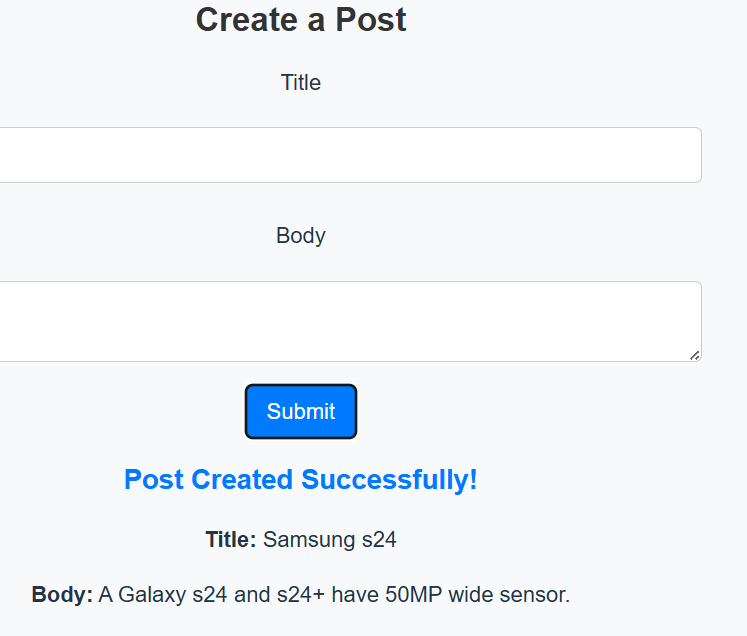 Create a Post
Title
Body
Submit
Post Created Successfully!
Title: Samsung s24
Body: A Galaxy s24 and s24+ have 50MP wide sensor.